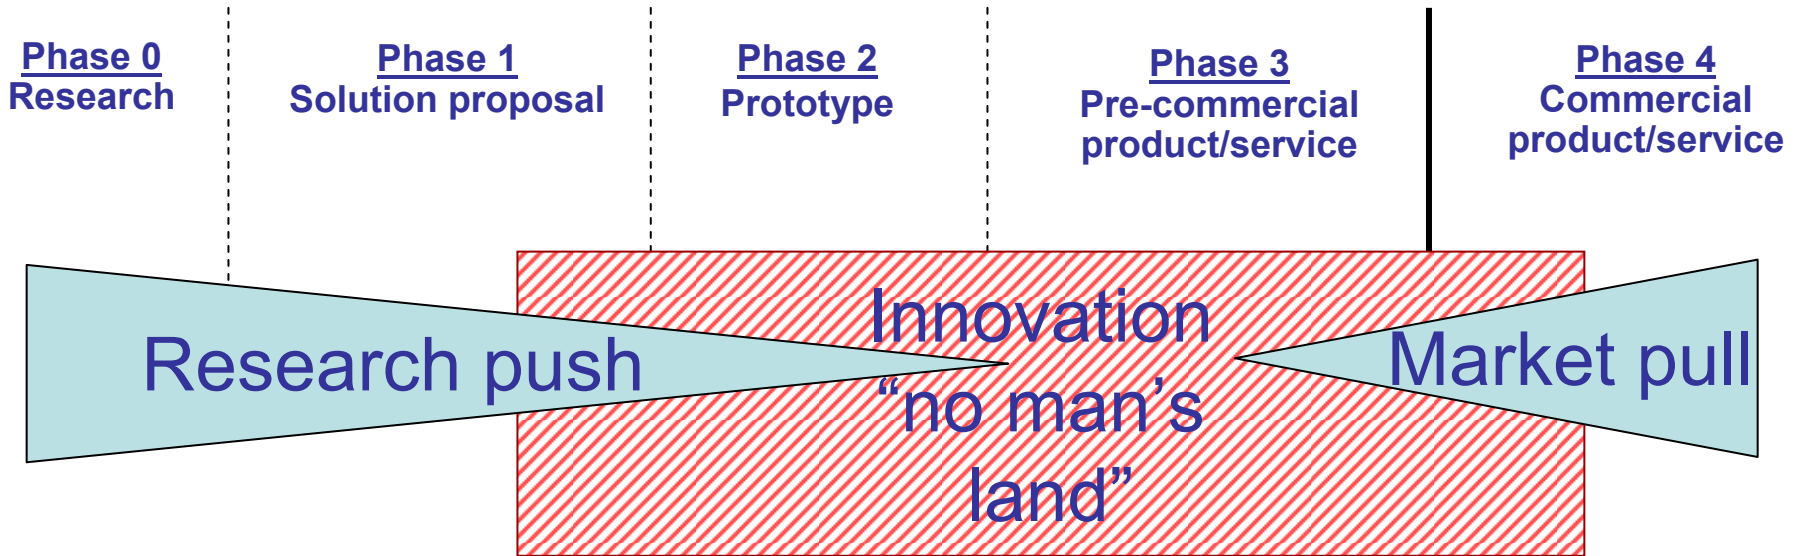 Phase 0
Research
Phase 1
Solution proposal
Phase 2
Prototype
Phase 3
Pre-commercial
product/service
Phase 4
Commercial
product/service
Research push
Innovation
“no man’s
land”
Market pull